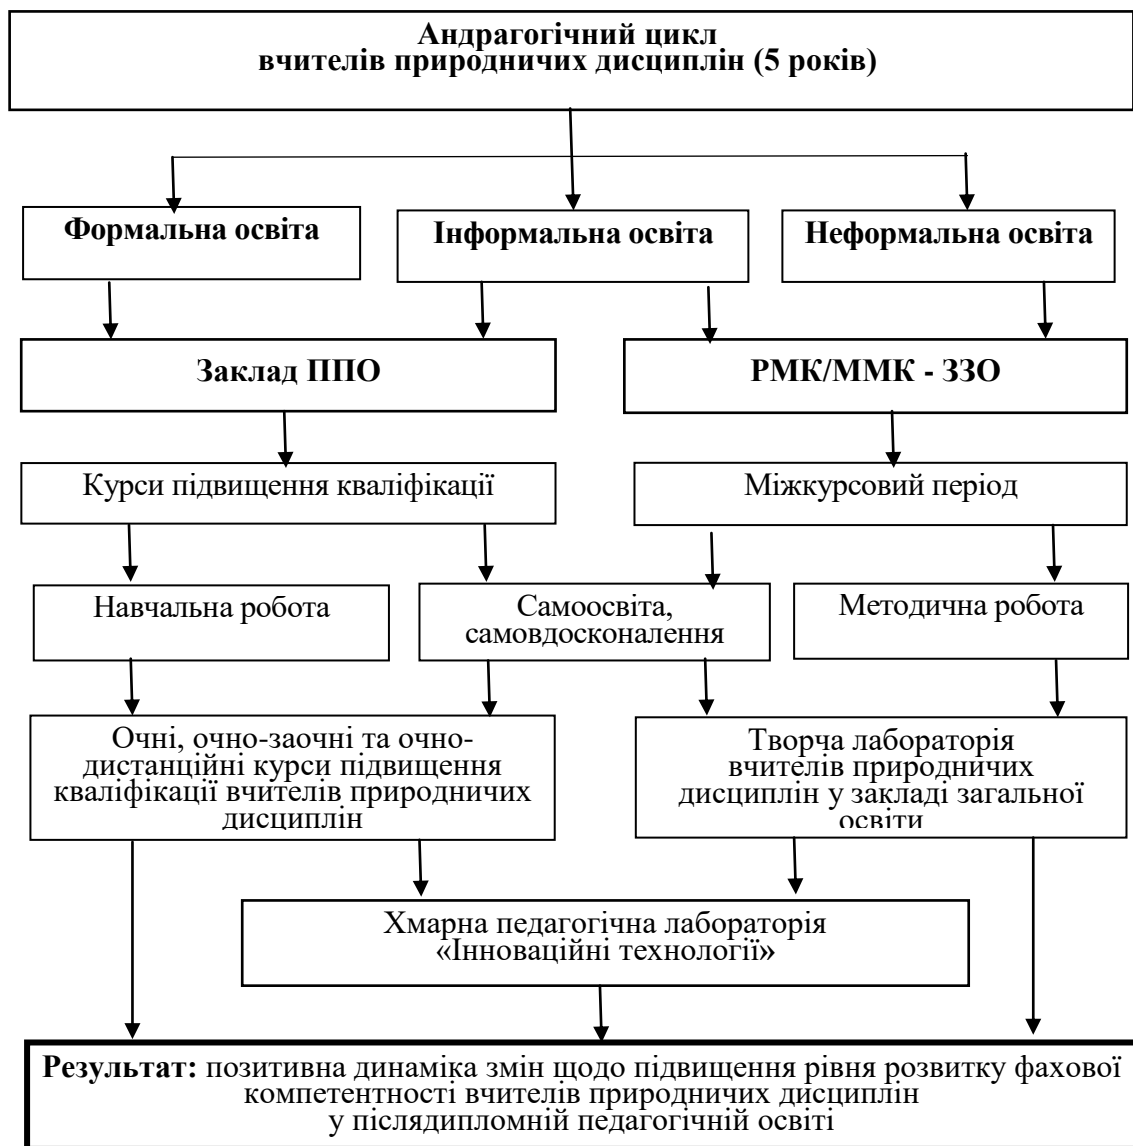 Андрагогічний цикл
вчителів природничих дисциплін (5 років)
Формальна освіта
Інформальна освіта
Неформальна освіта
Заклад ППО
РМК/ММК - ЗЗО
Курси підвищення кваліфікації
Міжкурсовий період
Навчальна робота
Самоосвіта,
самовдосконалення
Методична робота
Очні, очно-заочні та очно-
дистанційні курси підвищення
кваліфікації вчителів природничих
дисциплін
Творча лабораторія
вчителів природничих
дисциплін у закладі загальної
освіти
Хмарна педагогічна лабораторія
«Інноваційні технології»
Результат: позитивна динаміка змін щодо підвищення рівня розвитку фахової
компетентності вчителів природничих дисциплін
у післядипломній педагогічній освіті